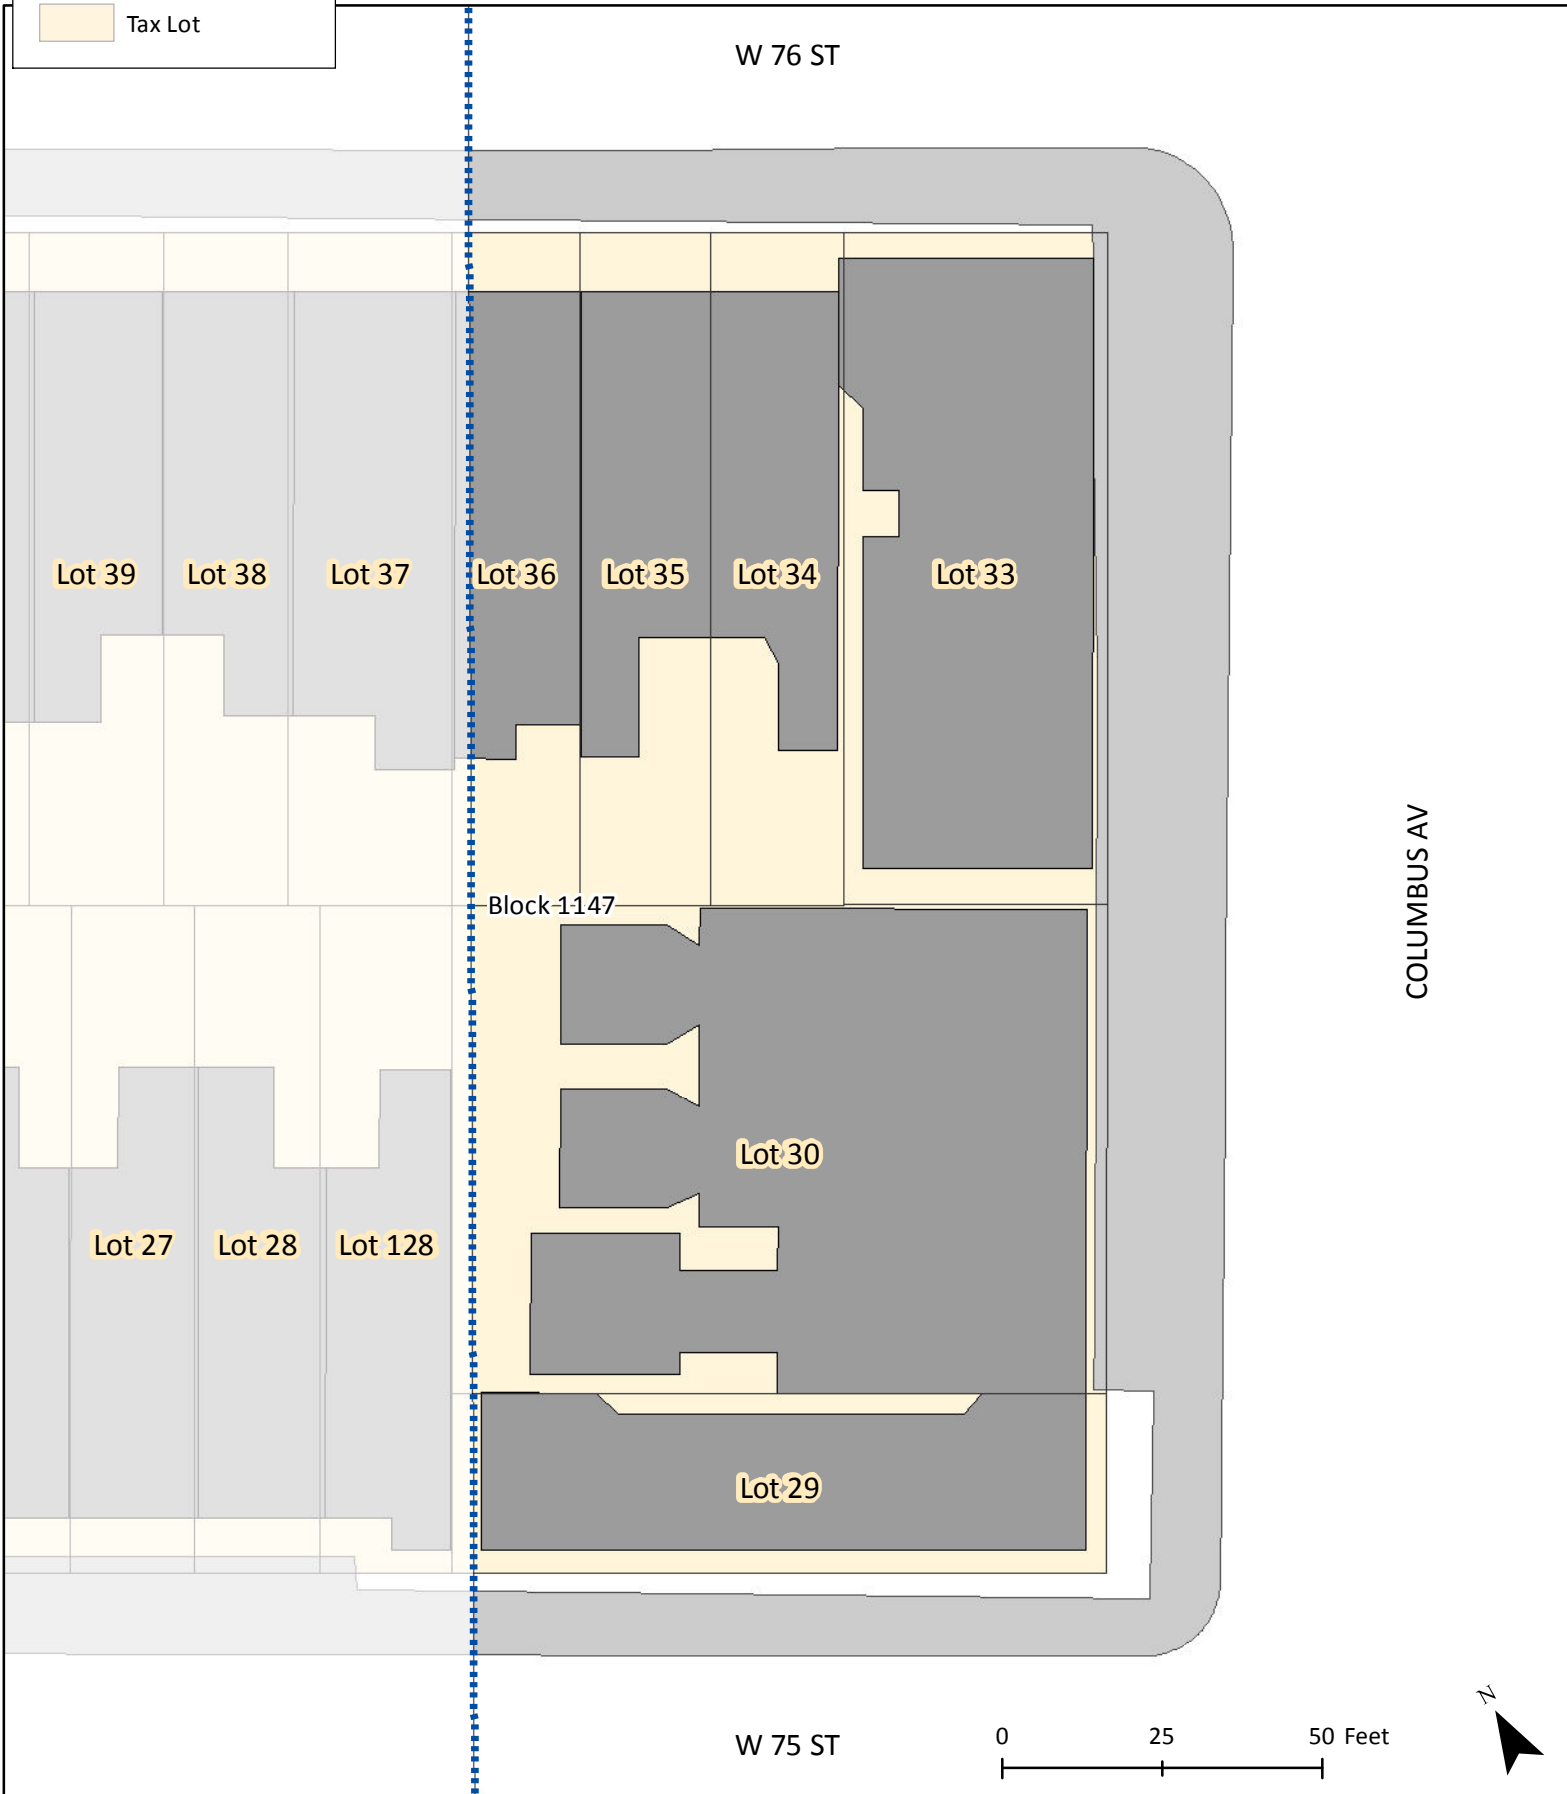 Tax Lot
W 76 ST
Lot 39
Lot 38
Lot 37
Lot 36
Lot 35
Lot 34
Lot 33
Block 1147
COLUMBUS AV
Lot 30
Lot 27
Lot 28
Lot 128
Lot 29
N
W 75 ST
0 25 50 Feet